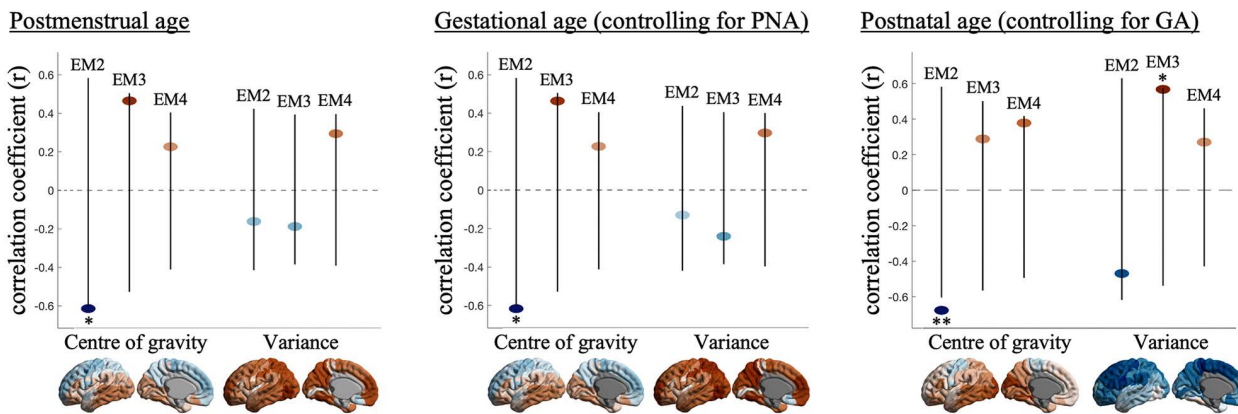 Postmenstrual age
correlation coefficient (r)
0.6
0.4
0.2
0
-0.2
-0.4
-0.6
EM2
EM3
EM4
EM2
EM3
EM4
*
Centre of gravity
Variance
Gestational age (controlling for PNA)
correlation coefficient (r)
0.6
0.4
0.2
0
-0.2
-0.4
-0.6
EM2
EM3
EM4
EM2
EM3
EM4
*
Centre of gravity
Variance
Postnatal age (controlling for GA)
correlation coefficient (r)
0.6
0.4
0.2
0
-0.2
-0.4
-0.6
EM2
EM3
EM4
EM2
EM3
*
EM4
**
Centre of gravity
Variance